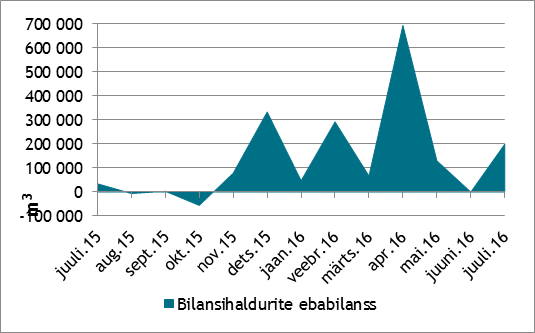 700 000
600 000
500 000
400 000
300 000
200 000
100 000
0
-100 000
m³
juuli.15
aug.15
sept.15
okt.15
nov.15
dets.15
jaan.16
veebr.16
märts.16
apr.16
mai.16
juuni.16
juuli.16
Bilansihaldurite ebabilanss